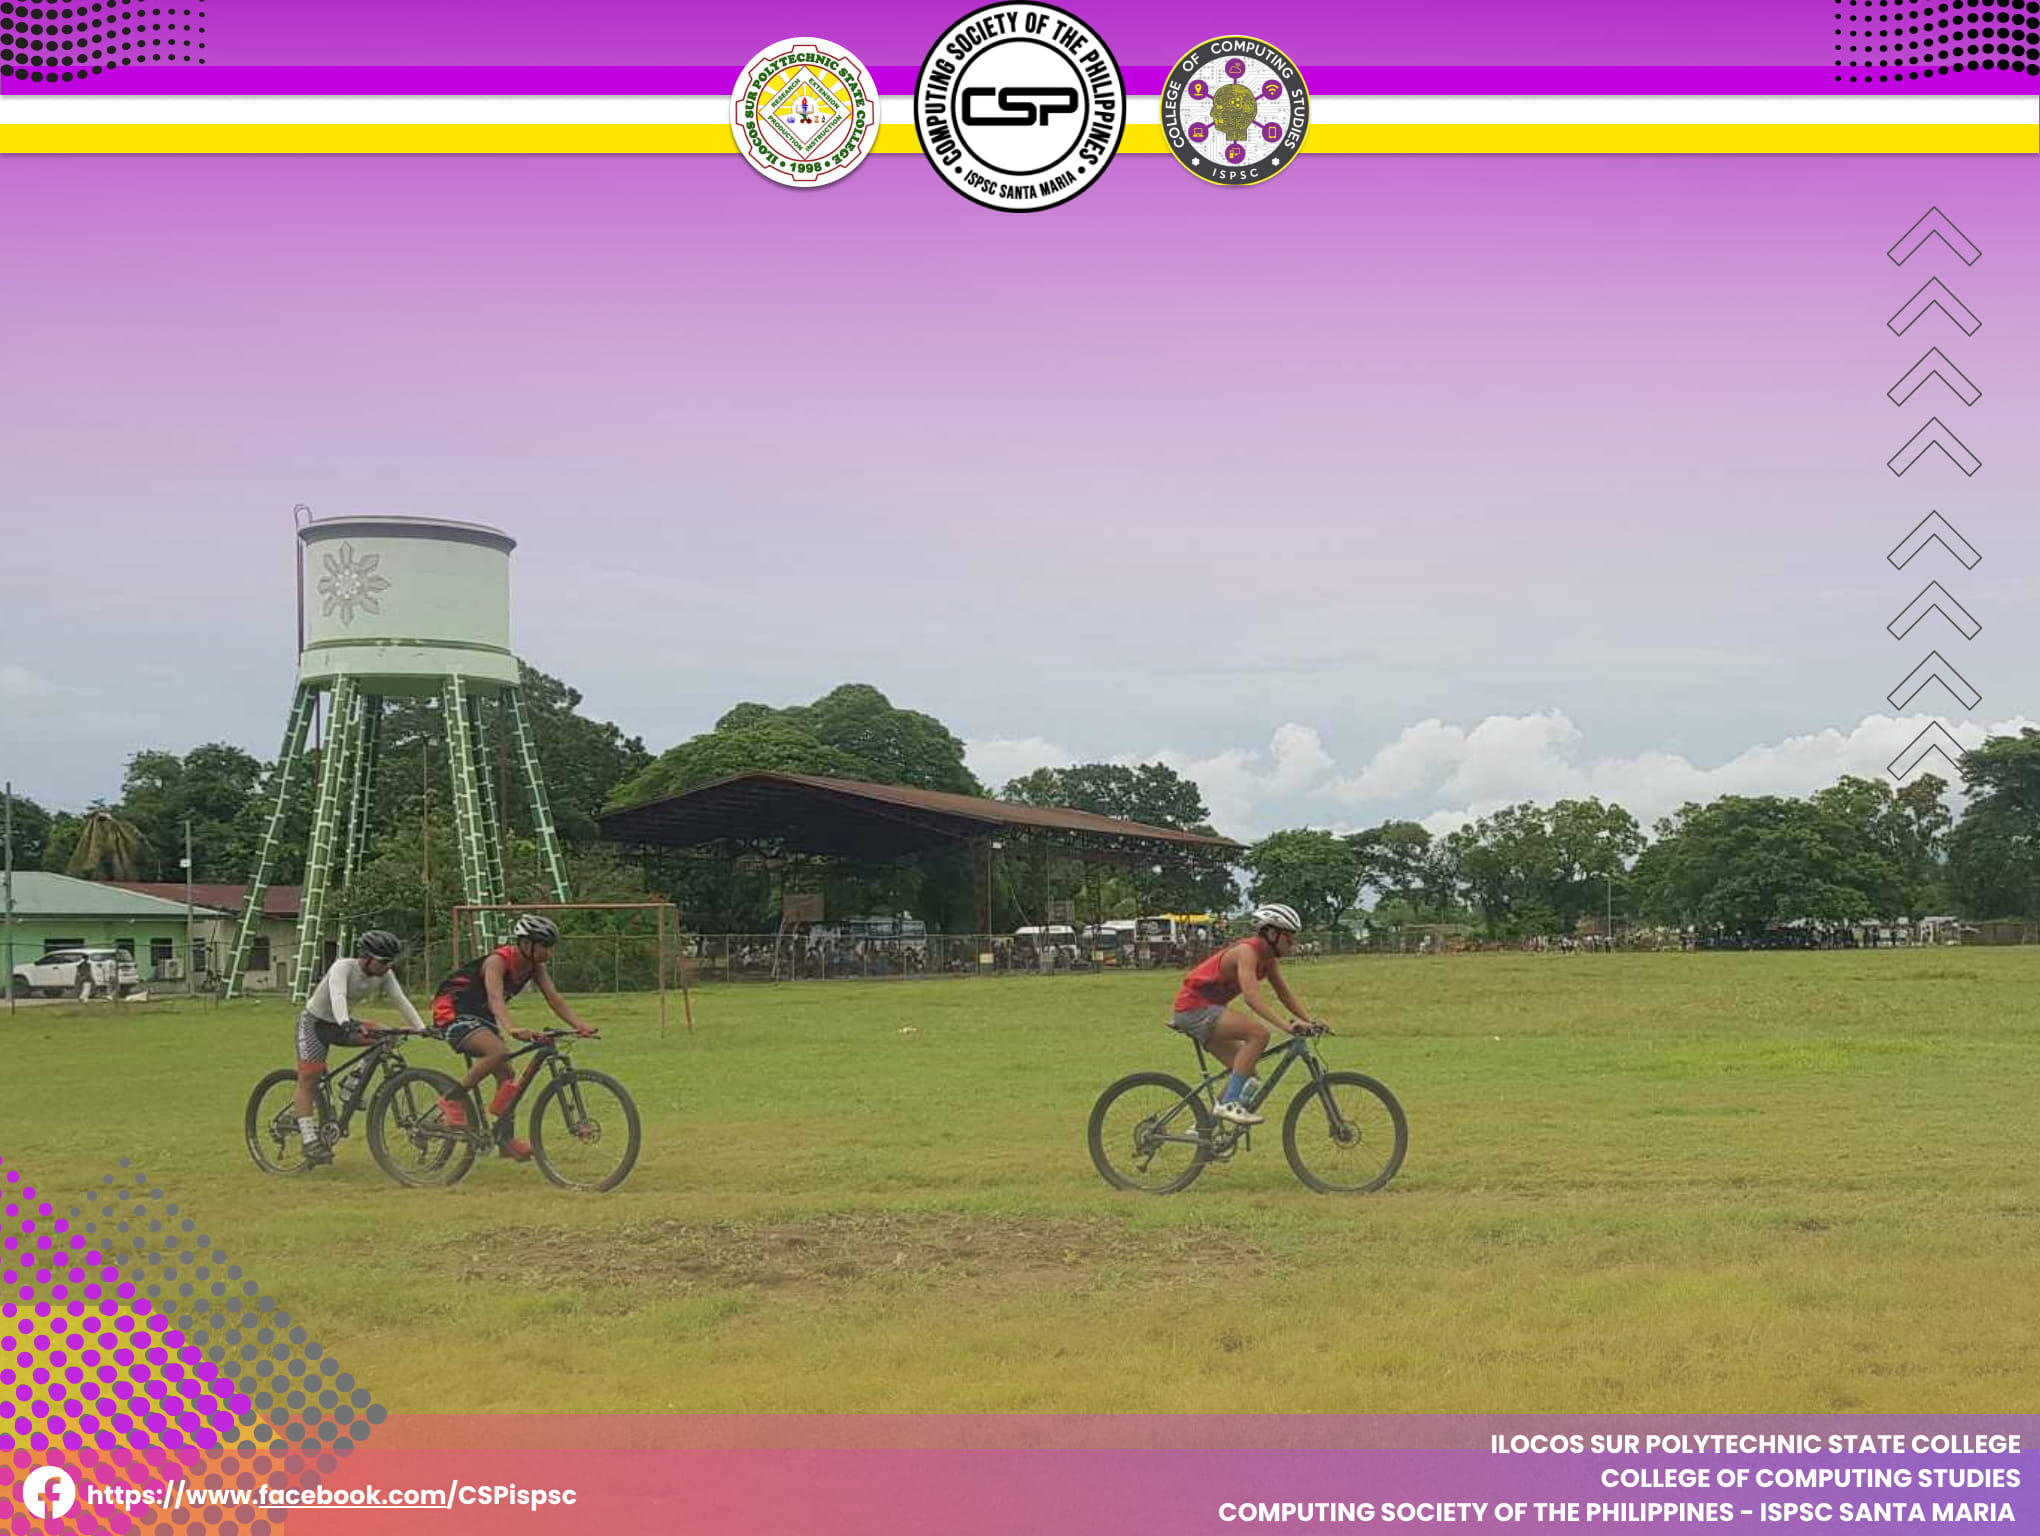 ILOCOS SUR POLYTECHNIC STATE COLLEGE
RESEARCH
EXTENSION
PRODUCTION
INSTRUCTION
• 1998 •
COMPUTING SOCIETY OF THE PHILIPPINES
CSP
• ISPSC SANTA MARIA •
COLLEGE OF COMPUTING STUDIES
ISPSC
https://www.facebook.com/CSPispsc
ILOCOS SUR POLYTECHNIC STATE COLLEGE
COLLEGE OF COMPUTING STUDIES
COMPUTING SOCIETY OF THE PHILIPPINES - ISPSC SANTA MARIA